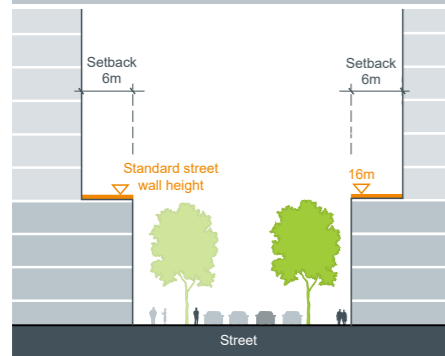 Setback
6m
Setback
6m
Standard street
wall height
16m
Street